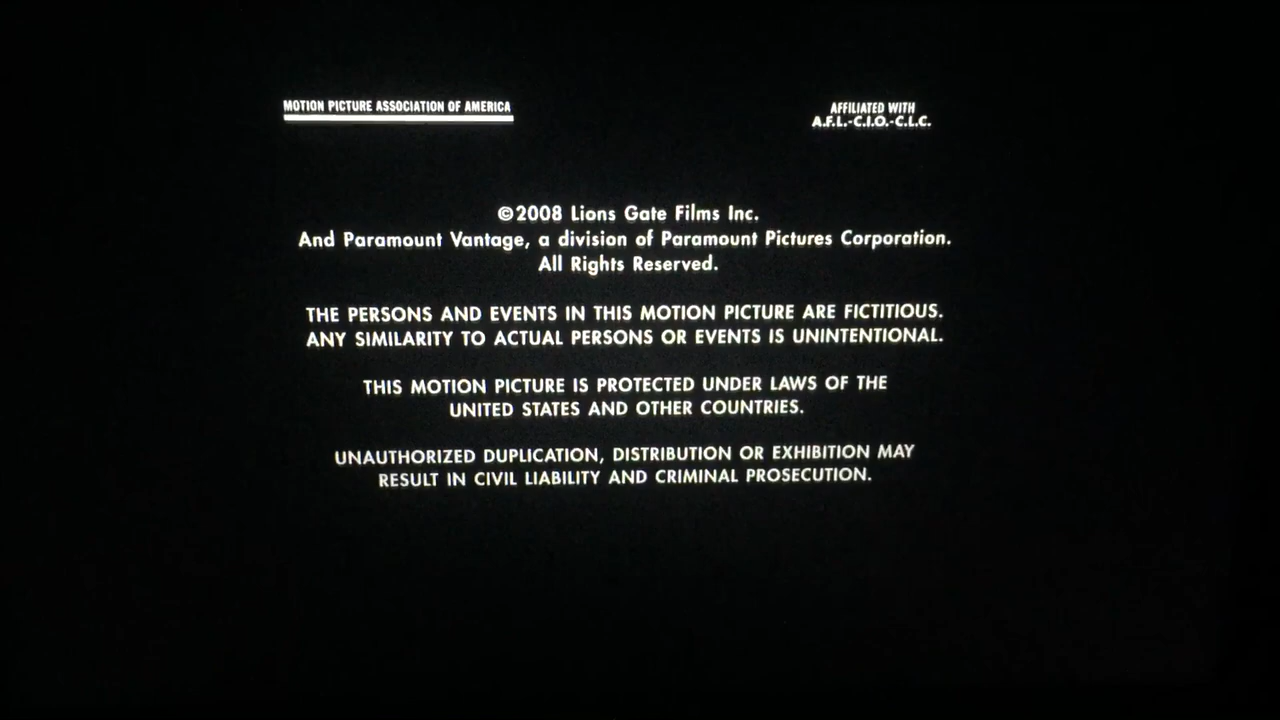 MOTION PICTURE ASSOCIATION OF AMERICA
AFFILIATED WITH
A.F.L.-C.I.O.-C.L.C.
©2008 Lions Gate Films Inc.
And Paramount Vantage, a division of Paramount Pictures Corporation.
All Rights Reserved.
THE PERSONS AND EVENTS IN THIS MOTION PICTURE ARE FICTITIOUS.
ANY SIMILARITY TO ACTUAL PERSONS OR EVENTS IS UNINTENTIONAL.
THIS MOTION PICTURE IS PROTECTED UNDER LAWS OF THE
UNITED STATES AND OTHER COUNTRIES.
UNAUTHORIZED DUPLICATION, DISTRIBUTION OR EXHIBITION MAY
RESULT IN CIVIL LIABILITY AND CRIMINAL PROSECUTION.